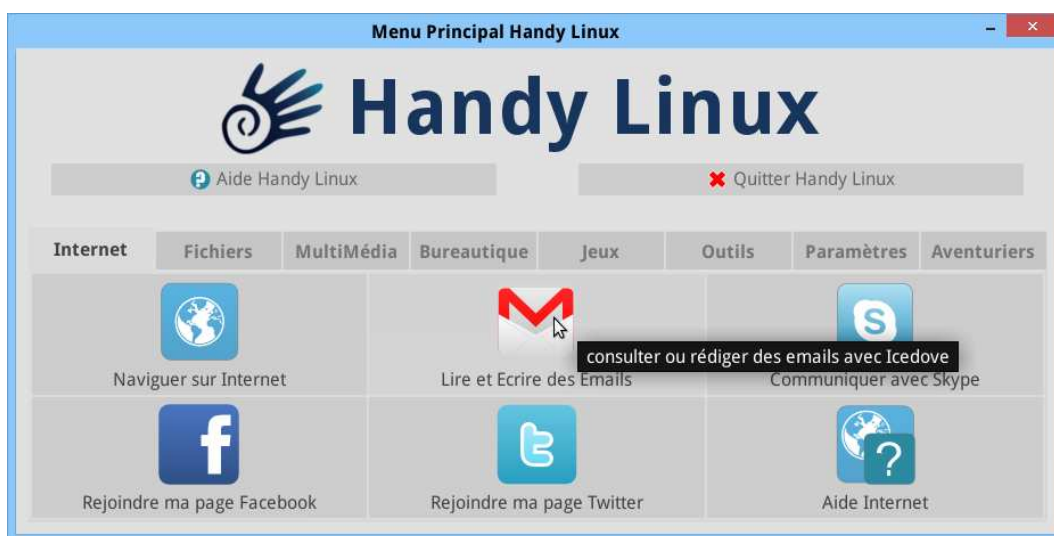 Menu Principal Handy Linux
Handy Linux
Aide Handy Linux
Quitter Handy Linux
Internet
Fichiers
MultiMédia
Bureautique
Jeux
Outils
Paramètres
Aventuriers
Naviguer sur Internet
Lire et Ecrire des Emails
consulter ou rédiger des emails avec Icedove
Communiquer avec Skype
Rejoindre ma page Facebook
Rejoindre ma page Twitter
Aide Internet